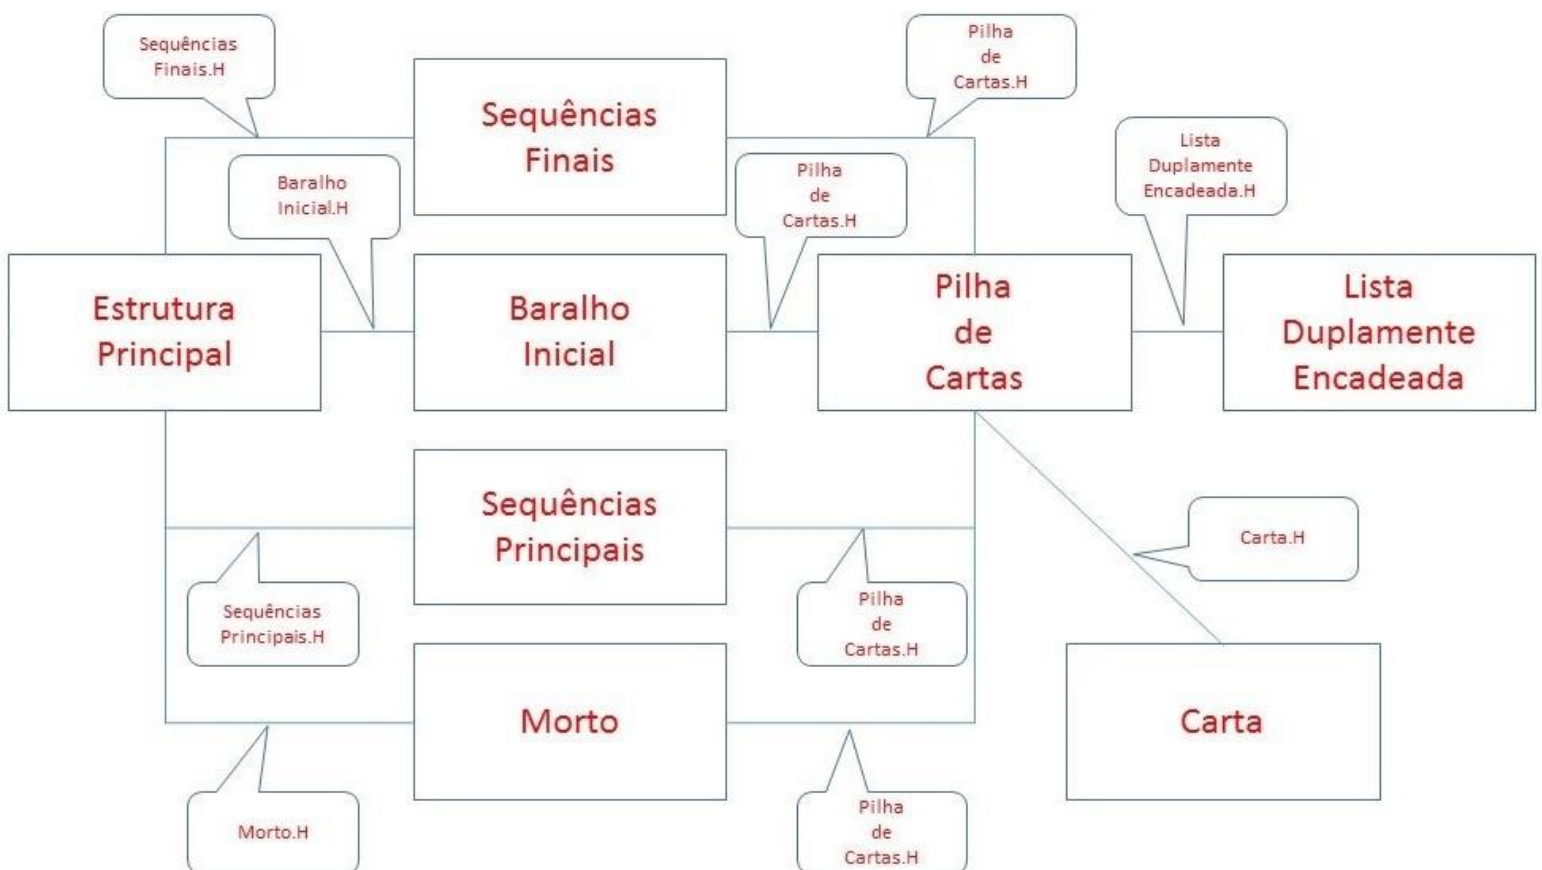 Sequências
Finais.H
Pilha
de
Cartas.H
Sequências
Finais
Lista
Duplamente
Encadeada.H
Baralho
Inicial.H
Pilha
de
Cartas.H
Estrutura
Principal
Baralho
Inicial
Pilha
de
Cartas
Lista
Duplamente
Encadeada
Sequências
Principais
Carta.H
Sequências
Principais.H
Pilha
de
Cartas.H
Morto
Carta
Morto.H
Pilha
de
Cartas.H